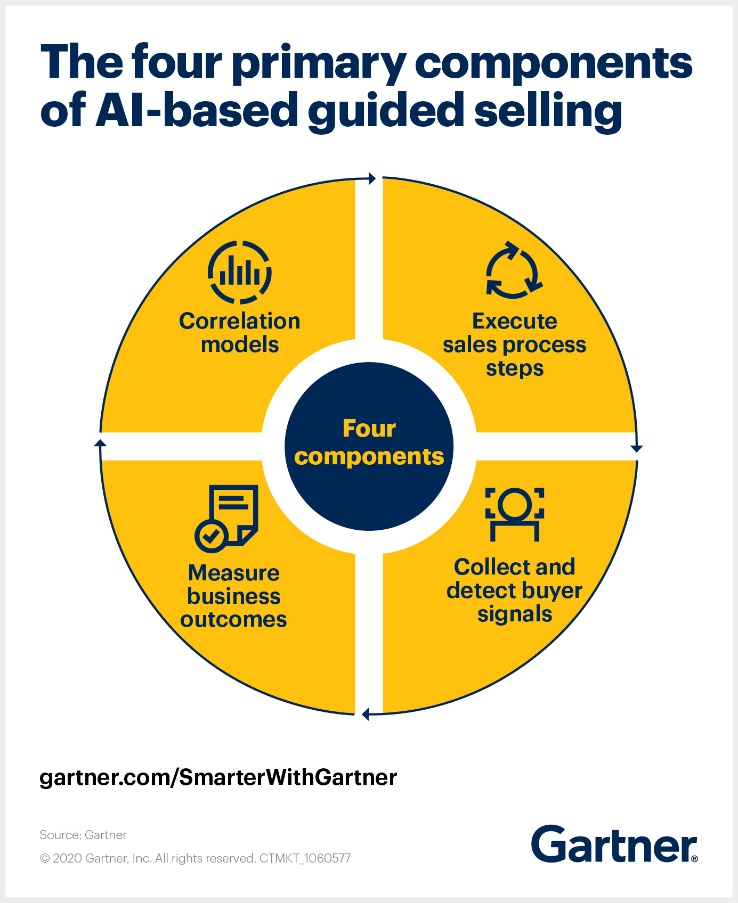 The four primary components
of AI-based guided selling
Correlation
models
Execute
sales process
steps
Four
components
Measure
business
outcomes
Collect and
detect buyer
signals
gartner.com/SmarterWithGartner
Source: Gartner
© 2020 Gartner, Inc. All rights reserved. CTMKT_1060577
Gartner®